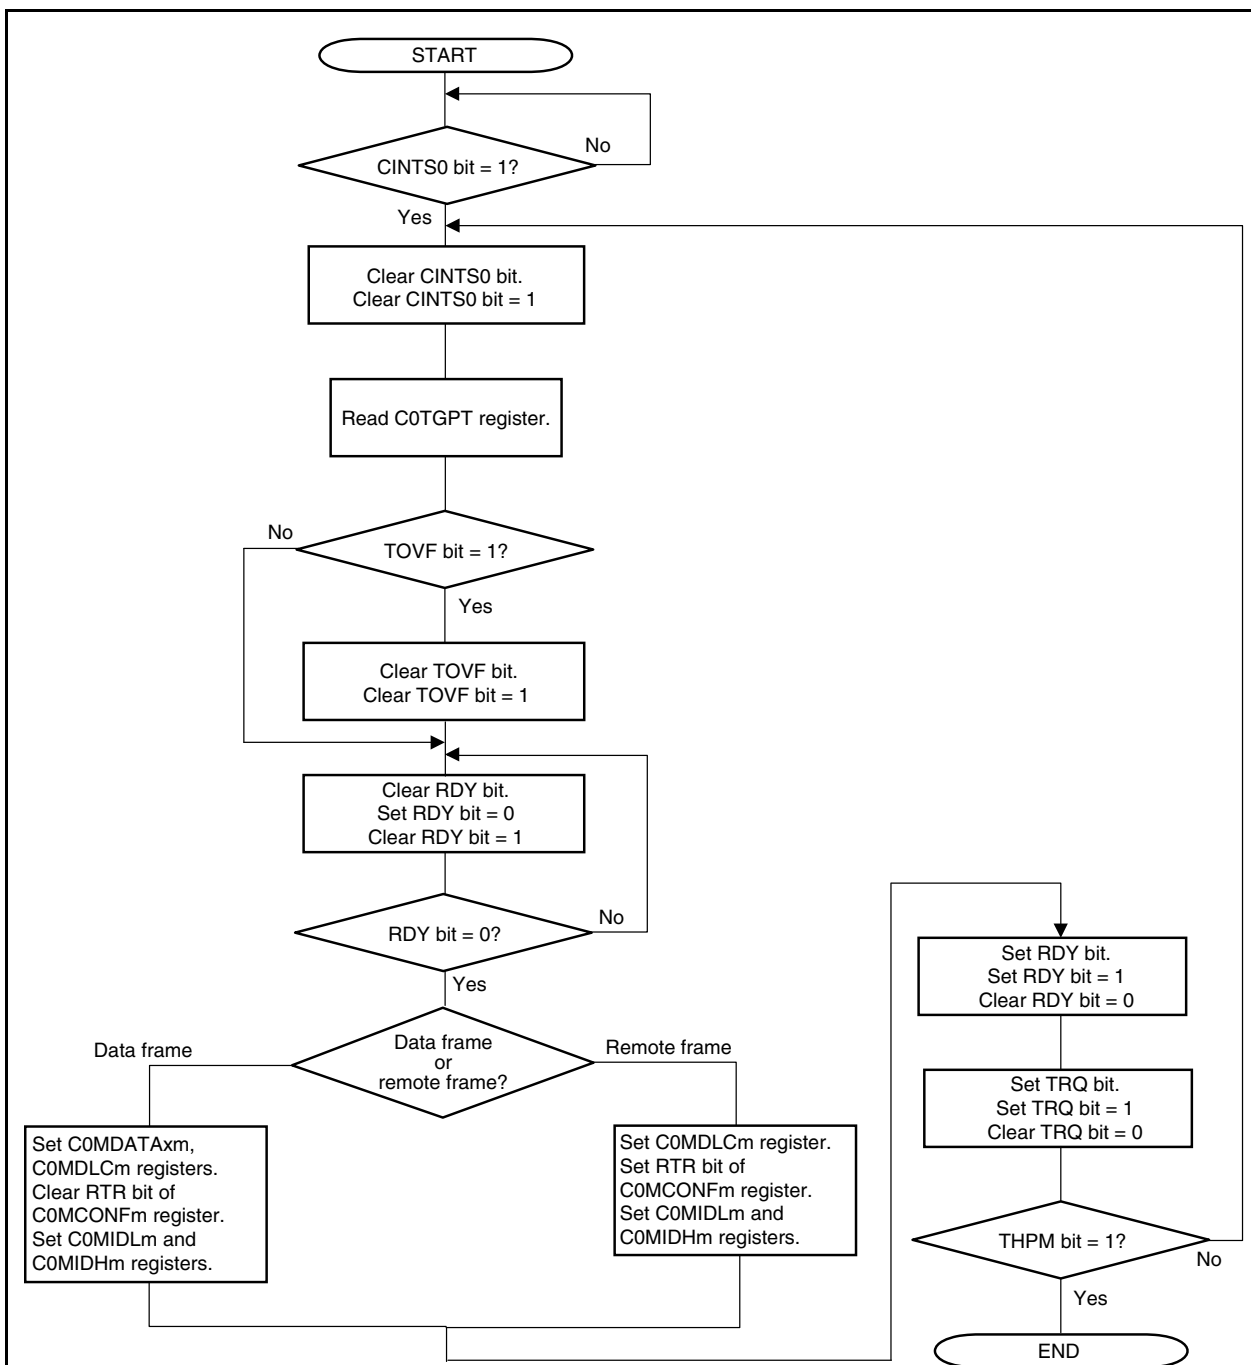 START
No
CINTS0 bit = 1?
Yes
Clear CINTS0 bit.
Clear CINTS0 bit = 1
Read C0TGPT register.
No
TOVF bit = 1?
Yes
Clear TOVF bit.
Clear TOVF bit = 1
Clear RDY bit.
Set RDY bit = 0
Clear RDY bit = 1
No
RDY bit = 0?
Yes
Data frame
Data frame
or
remote frame?
Remote frame
Set C0MDATAxm,
C0MDLCm registers.
Clear RTR bit of
C0MCONFm register.
Set C0MIDLm and
C0MIDHm registers.
Set C0MDLCm register.
Set RTR bit of
C0MCONFm register.
Set C0MIDLm and
C0MIDHm registers.
Set RDY bit.
Set RDY bit = 1
Clear RDY bit = 0
Set TRQ bit.
Set TRQ bit = 1
Clear TRQ bit = 0
THPM bit = 1?
No
Yes
END